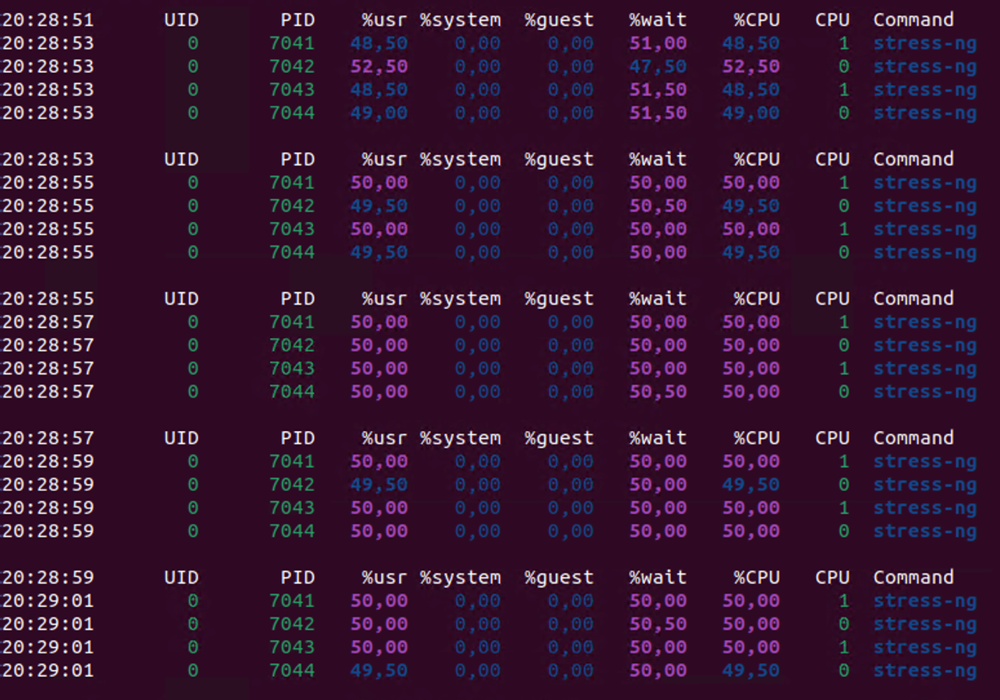 20:28:51 UID PID %usr %system %guest %wait %CPU CPU Command
20:28:53 0 7041 48,50 0,00 0,00 51,00 48,50 1 stress-ng
20:28:53 0 7042 52,50 0,00 0,00 47,50 52,50 0 stress-ng
20:28:53 0 7043 48,50 0,00 0,00 51,50 48,50 1 stress-ng
20:28:53 0 7044 49,00 0,00 0,00 51,50 49,00 0 stress-ng
20:28:53 UID PID %usr %system %guest %wait %CPU CPU Command
20:28:55 0 7041 50,00 0,00 0,00 50,00 50,00 1 stress-ng
20:28:55 0 7042 49,50 0,00 0,00 50,50 49,50 0 stress-ng
20:28:55 0 7043 50,00 0,00 0,00 50,00 50,00 1 stress-ng
20:28:55 0 7044 49,50 0,00 0,00 50,00 49,50 0 stress-ng
20:28:55 UID PID %usr %system %guest %wait %CPU CPU Command
20:28:57 0 7041 50,00 0,00 0,00 50,00 50,00 1 stress-ng
20:28:57 0 7042 50,00 0,00 0,00 50,00 50,00 0 stress-ng
20:28:57 0 7043 50,00 0,00 0,00 50,00 50,00 1 stress-ng
20:28:57 0 7044 50,00 0,00 0,00 50,50 50,00 0 stress-ng
20:28:57 UID PID %usr %system %guest %wait %CPU CPU Command
20:28:59 0 7041 50,00 0,00 0,00 50,00 50,00 1 stress-ng
20:28:59 0 7042 49,50 0,00 0,00 50,00 49,50 0 stress-ng
20:28:59 0 7043 50,00 0,00 0,00 50,00 50,00 1 stress-ng
20:28:59 0 7044 50,00 0,00 0,00 50,00 50,00 0 stress-ng
20:28:59 UID PID %usr %system %guest %wait %CPU CPU Command
20:29:01 0 7041 50,00 0,00 0,00 50,00 50,00 1 stress-ng
20:29:01 0 7042 50,00 0,00 0,00 50,50 50,00 0 stress-ng
20:29:01 0 7043 50,00 0,00 0,00 50,00 50,00 1 stress-ng
20:29:01 0 7044 49,50 0,00 0,00 50,00 49,50 0 stress-ng